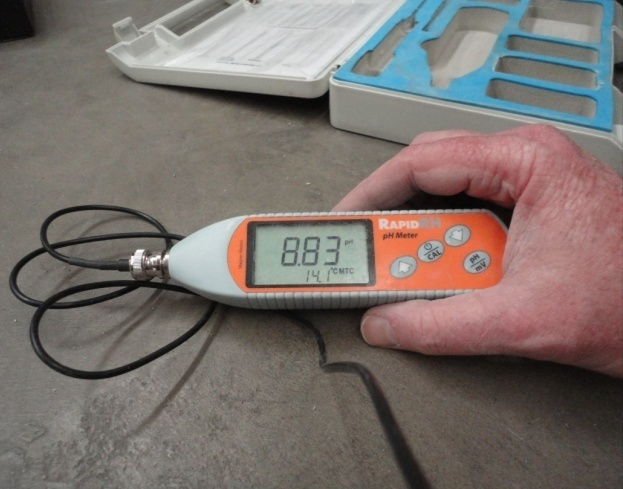 RAPIDRH
pH Meter
8.83 pH
14.1 °C MTC
CAL
pH
mV